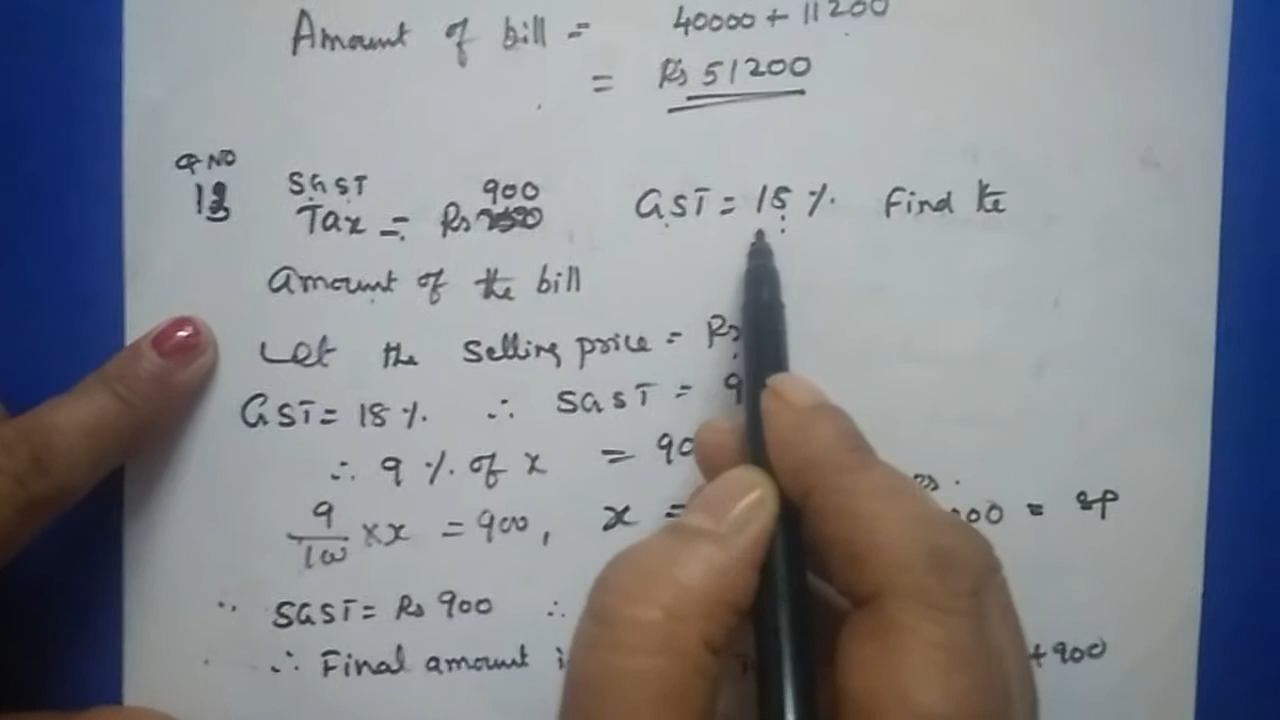 Amount of bill = 40000 + 11200
= Rs 51200
Q NO
13
SGST 900
Tax = Rs GST = 18 %. Find the
Amount of the bill
Let the selling price = Rs
GST = 18 %. ∴ SGST = 9
∴ 9 %. of x = 90
9/100 × x = 900, x = 000 = SP
∵ SGST = Rs 900 ∴
∴ Final amount +900